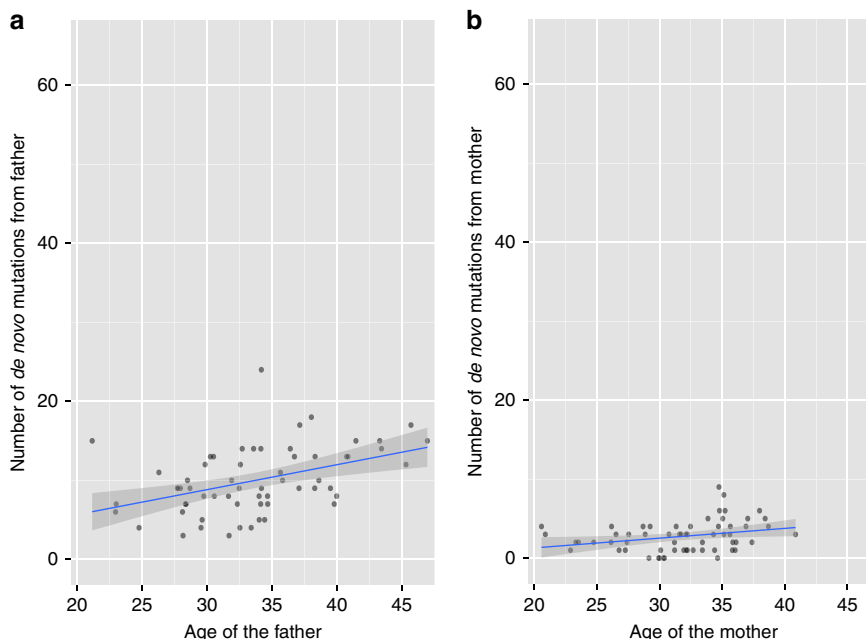 a
Number of de novo mutations from father
60
40
20
0
20 25 30 35 40 45
Age of the father
b
Number of de novo mutations from mother
60
40
20
0
20 25 30 35 40 45
Age of the mother